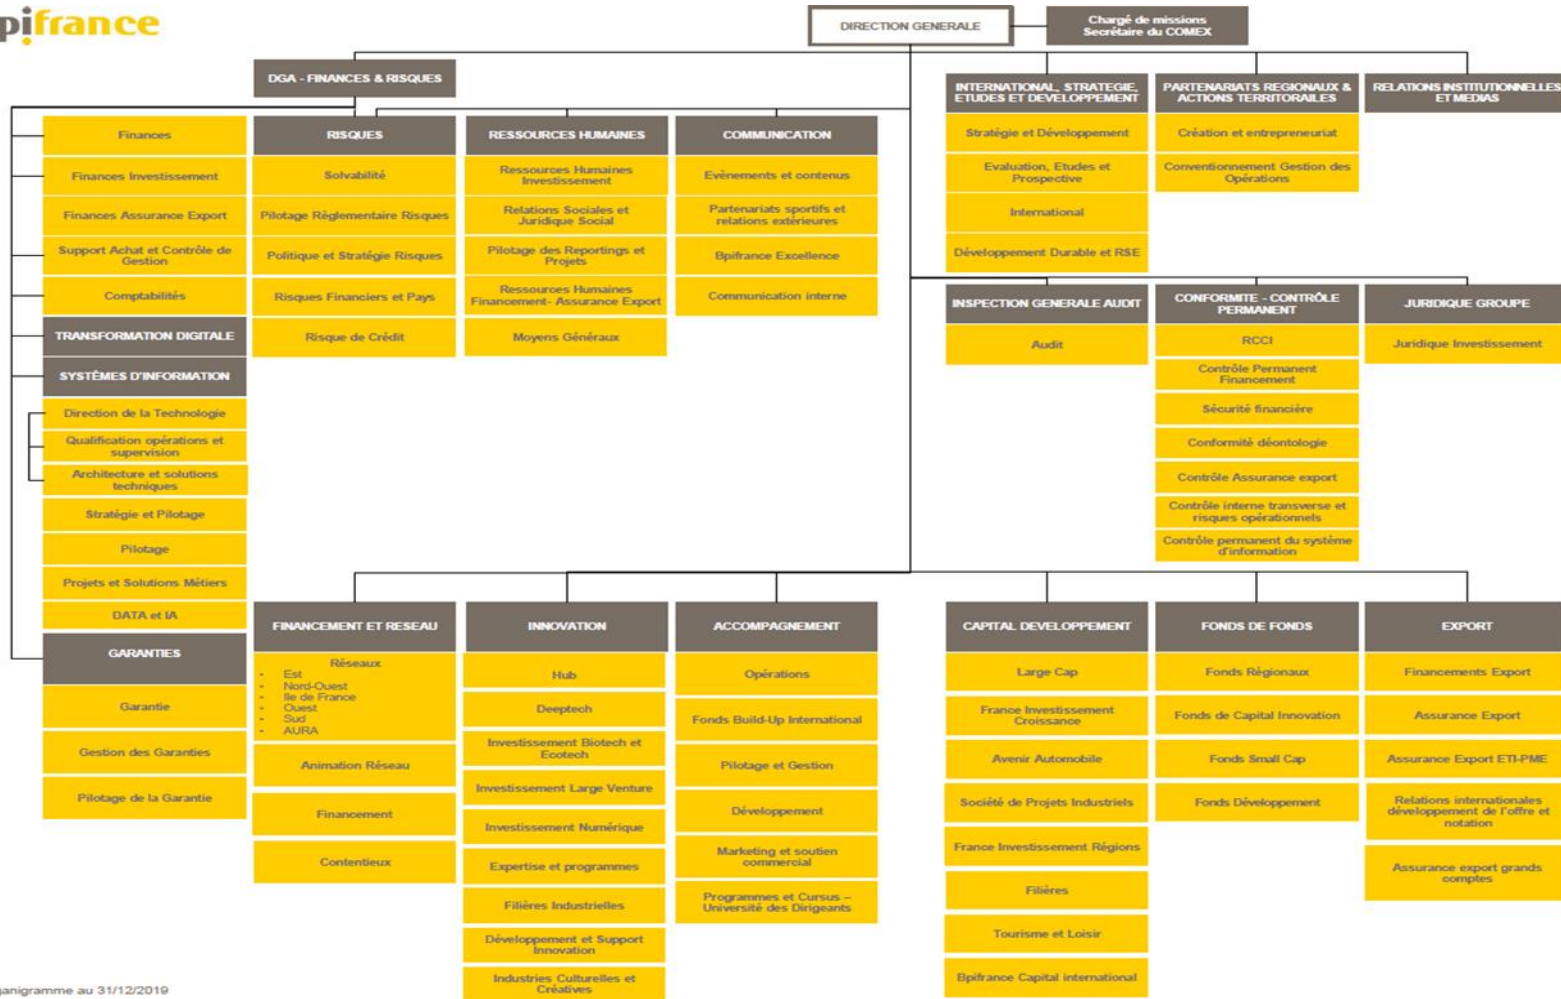 pifrance
DIRECTION GENERALE
Chargé de missions
Secrétaire du COMEX
DGA - FINANCES & RISQUES
Finances
Finances Investissement
Finances Assurance Export
Support Achat et Contrôle de
Gestion
Comptabilités
TRANSFORMATION DIGITALE
SYSTÈMES D'INFORMATION
Direction de la Technologie
Qualification opérations et
supervision
Architecture et solutions
techniques
Stratégie et Pilotage
Pilotage
Projets et Solutions Métiers
DATA et IA
GARANTIES
Garantie
Gestion des Garanties
Pilotage de la Garantie
RISQUES
Solvabilité
Pilotage Règlementaire Risques
Politique et Stratégie Risques
Risques Financiers et Pays
Risque de Crédit
RESSOURCES HUMAINES
Ressources Humaines
Investissement
Relations Sociales et
Juridique Social
Pilotage des Reportings et
Projets
Ressources Humaines
Financement- Assurance Export
Moyens Généraux
COMMUNICATION
Evènements et contenus
Partenariats sportifs et
relations extérieures
Bpifrance Excellence
Communication interne
INTERNATIONAL, STRATEGIE,
ETUDES ET DEVELOPPEMENT
Stratégie et Développement
Evaluation, Etudes et
Prospective
International
Développement Durable et RSE
PARTENARIATS REGIONAUX &
ACTIONS TERRITORAILES
Création et entrepreneuriat
Conventionnement Gestion des
Opérations
RELATIONS INSTITUTIONNELLES
ET MEDIAS
INSPECTION GENERALE AUDIT
Audit
CONFORMITE - CONTRÔLE
PERMANENT
RCCI
Contrôle Permanent
Financement
Sécurité financière
Conformité déontologie
Contrôle Assurance export
Contrôle interne transverse et
risques opérationnels
Contrôle permanent du système
d'information
JURIDIQUE GROUPE
Juridique Investissement
FINANCEMENT ET RESEAU
Réseaux
- Est
- Nord-Ouest
- Ile de France
- Ouest
- Sud
- AURA
Animation Réseau
Financement
Contentieux
INNOVATION
Hub
Deeptech
Investissement Biotech et
Ecotech
Investissement Large Venture
Investissement Numérique
Expertise et programmes
Filières Industrielles
Développement et Support
Innovation
Industries Culturelles et
Créatives
ACCOMPAGNEMENT
Opérations
Fonds Build-Up International
Pilotage et Gestion
Développement
Marketing et soutien
commercial
Programmes et Cursus –
Université des Dirigeants
CAPITAL DEVELOPPEMENT
Large Cap
France Investissement
Croissance
Avenir Automobile
Société de Projets Industriels
France Investissement Régions
Filières
Tourisme et Loisir
Bpifrance Capital international
FONDS DE FONDS
Fonds Régionaux
Fonds de Capital Innovation
Fonds Small Cap
Fonds Développement
EXPORT
Financements Export
Assurance Export
Assurance Export ETI-PME
Relations internationales
développement de l'offre et
notation
Assurance export grands
comptes
ganigramme au 31/12/2019